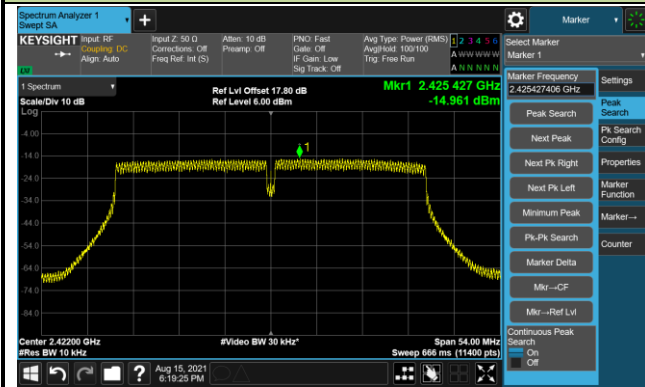 Spectrum Analyzer 1
Swept SA
+
Marker
KEYSIGHT
Input: RF
Coupling: DC
Align: Auto
Input Z: 50 Ω
Corrections: Off
Freq Ref: Int (S)
Atten: 10 dB
Preamp: Off
PNO: Fast
Gate: Off
IF Gain: Low
Sig Track: Off
Avg Type: Power (RMS)
Avg|Hold: 100/100
Trig: Free Run
1 2 3 4 5 6
A W W W W W
A N N N N N
LW
Select Marker
Marker 1
1 Spectrum
Scale/Div 10 dB
Log
Ref Lvl Offset 17.80 dB
Ref Level 6.00 dBm
Mkr1 2.425 427 GHz
-14.961 dBm
1
-4.00
-14.0
-24.0
-34.0
-44.0
-54.0
-64.0
-74.0
-84.0
Marker Frequency
2.425427406 GHz
Peak Search
Next Peak
Next Pk Right
Next Pk Left
Minimum Peak
Pk-Pk Search
Marker Delta
Mkr→CF
Mkr→Ref Lvl
Continuous Peak
Search
On
Off
Settings
Peak
Search
Pk Search
Config
Properties
Marker
Function
Marker→
Counter
Center 2.42200 GHz
#Res BW 10 kHz
#Video BW 30 kHz*
Span 54.00 MHz
Sweep 666 ms (11400 pts)
?
Aug 15, 2021
6:19:25 PM